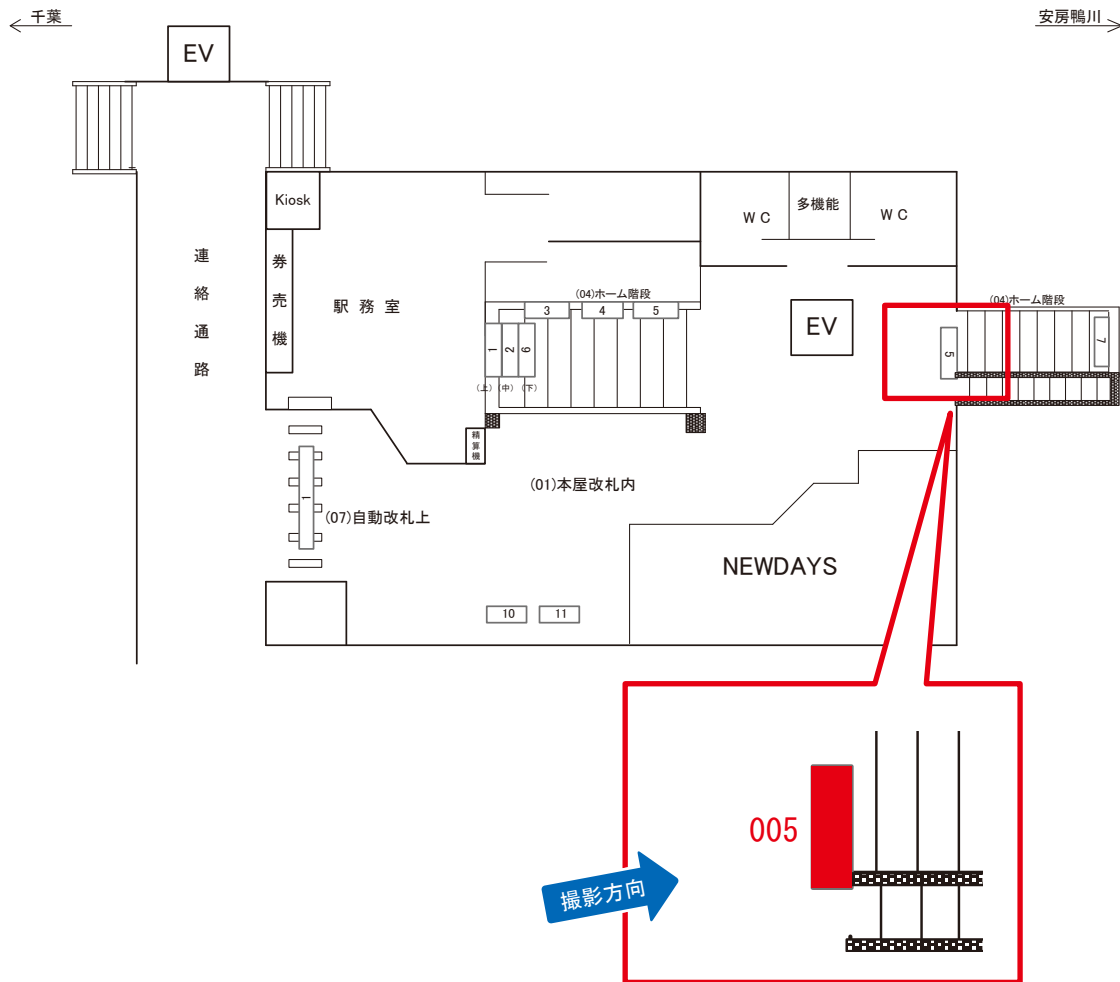 千葉
安房鴨川
EV
Kiosk
券売機
連絡通路
駅務室
WC
多機能
WC
(04)ホーム階段
3
4
5
1
2
6
(上)
(中)
(下)
EV
(04)ホーム階段
5
7
精算機
(01)本屋改札内
1
(07)自動改札上
NEWDAYS
10
11
005
撮影方向